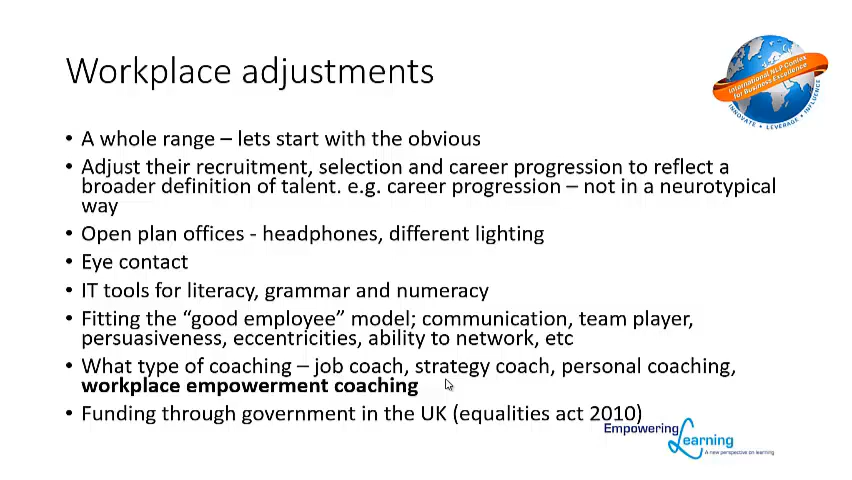 Workplace adjustments
International NLP Conlex
for Business Excellence
INNOVATE • LEVERAGE • INFLUENCE
• A whole range – lets start with the obvious
• Adjust their recruitment, selection and career progression to reflect a
broader definition of talent. e.g. career progression – not in a neurotypical
way
• Open plan offices - headphones, different lighting
• Eye contact
• IT tools for literacy, grammar and numeracy
• Fitting the “good employee” model; communication, team player,
persuasiveness, eccentricities, ability to network, etc
• What type of coaching – job coach, strategy coach, personal coaching,
workplace empowerment coaching
• Funding through government in the UK (equalities act 2010)
Empowering
Learning
A new perspective on learning